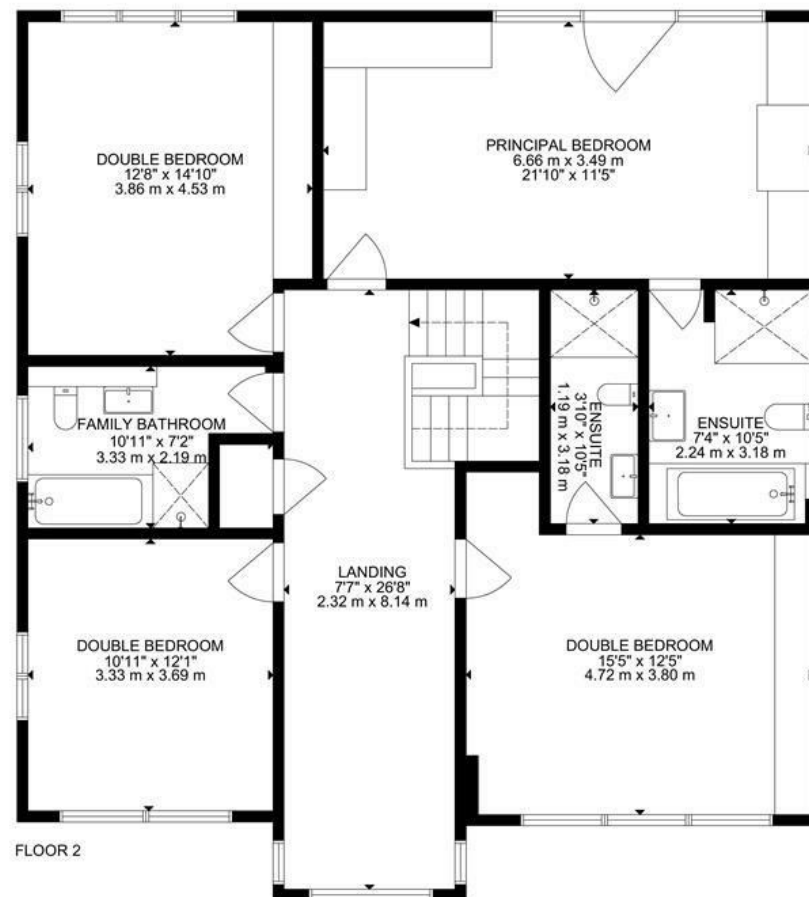 DOUBLE BEDROOM
12'8" x 14'10"
3.86 m x 4.53 m
PRINCIPAL BEDROOM
6.66 m x 3.49 m
21'10" x 11'5"
FAMILY BATHROOM
10'11" x 7'2"
3.33 m x 2.19 m
ENSUITE
3'10" x 10'5"
1.19 m x 3.18 m
ENSUITE
7'4" x 10'5"
2.24 m x 3.18 m
LANDING
7'7" x 26'8"
2.32 m x 8.14 m
DOUBLE BEDROOM
10'11" x 12'1"
3.33 m x 3.69 m
DOUBLE BEDROOM
15'5" x 12'5"
4.72 m x 3.80 m
FLOOR 2